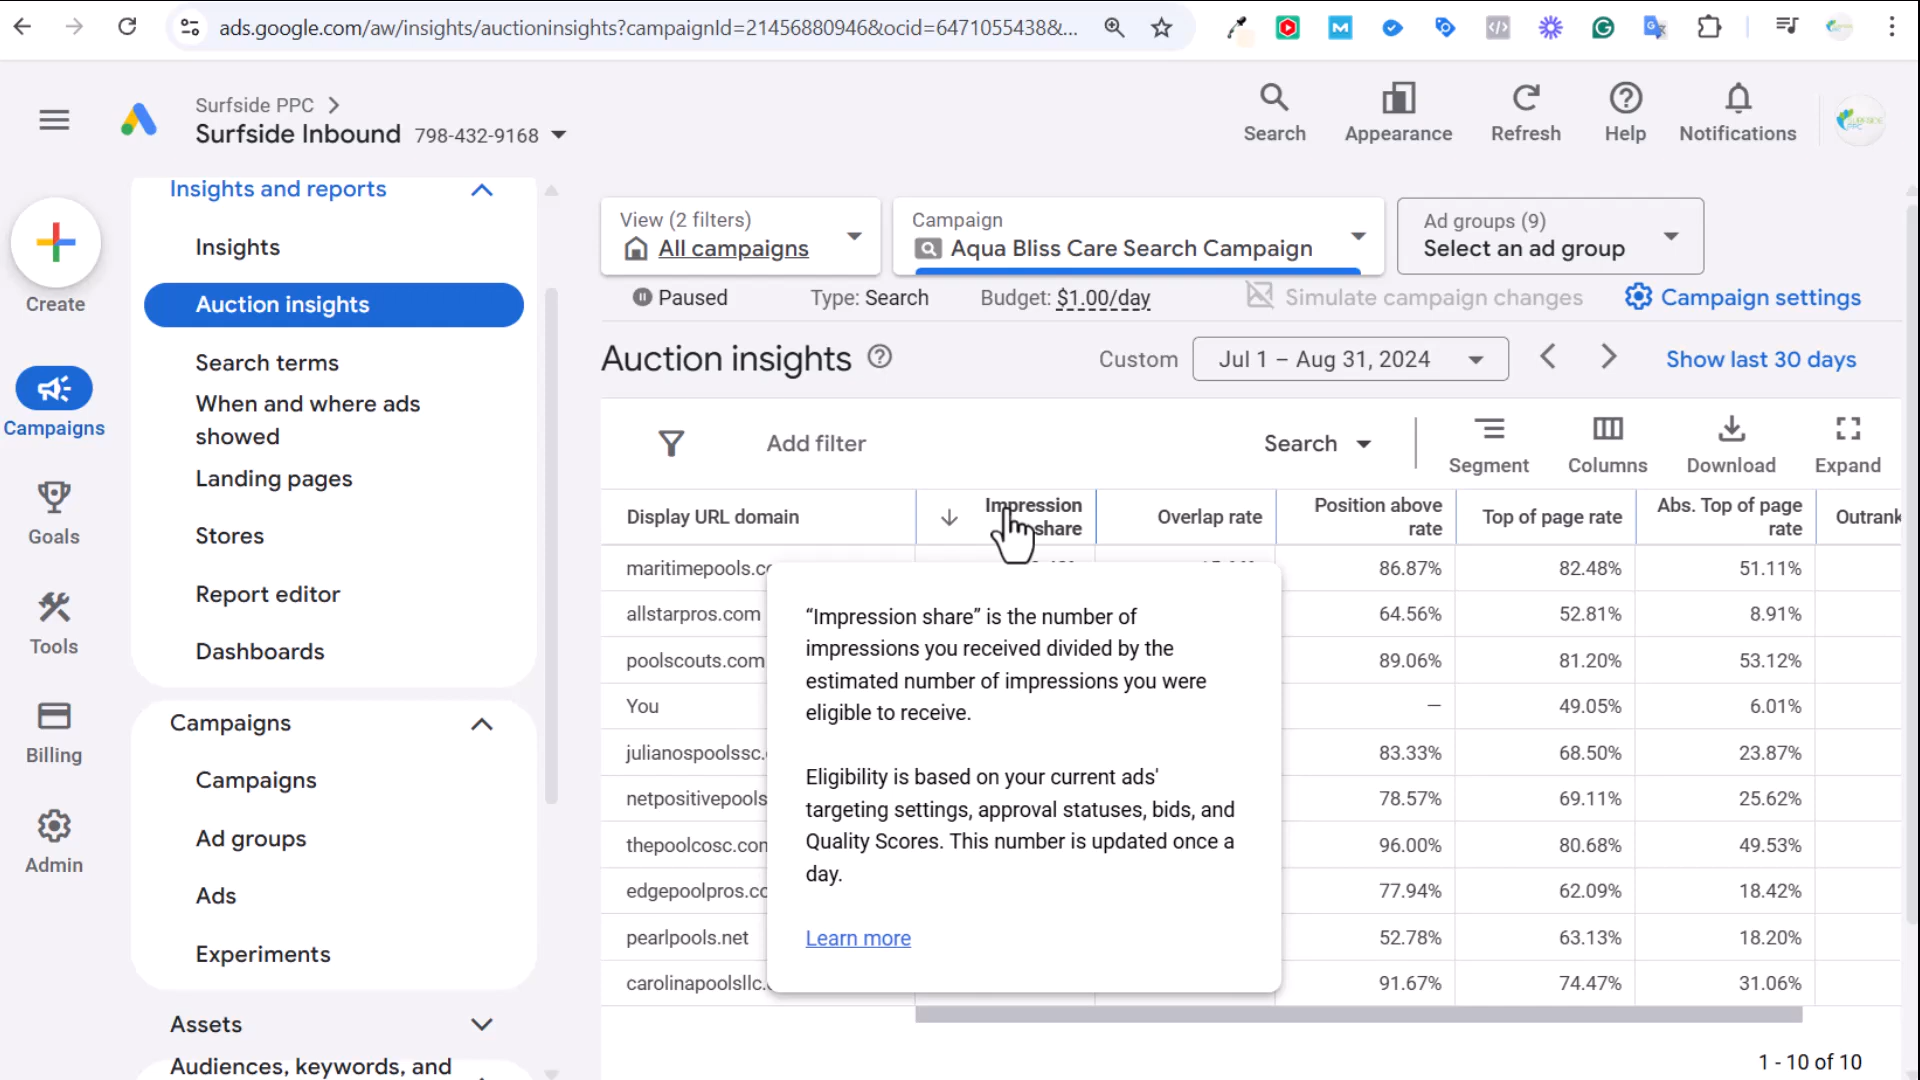 ads.google.com/aw/insights/auctioninsights?campaignId=21456880946&ocid=6471055438&...
Surfside PPC
Surfside Inbound 798-432-9168
Search
Appearance
Refresh
Help
Notifications
Create
Campaigns
Goals
Tools
Billing
Admin
Insights and reports
Insights
Auction insights
Search terms
When and where ads
showed
Landing pages
Stores
Report editor
Dashboards
Campaigns
Campaigns
Ad groups
Ads
Experiments
Assets
Audiences, keywords, and
View (2 filters)
All campaigns
Campaign
Aqua Bliss Care Search Campaign
Ad groups (9)
Select an ad group
Paused
Type: Search
Budget: $1.00/day
Simulate campaign changes
Campaign settings
Auction insights
Custom
Jul 1 – Aug 31, 2024
Show last 30 days
Add filter
Search
Segment
Columns
Download
Expand
Display URL domain
Impression
share
Overlap rate
Position above
rate
Top of page rate
Abs. Top of page
rate
Outrank
maritimepools.co 86.87% 82.48% 51.11%
allstarpros.com 64.56% 52.81% 8.91%
poolscouts.com 89.06% 81.20% 53.12%
You — 49.05% 6.01%
julianospoolssc. 83.33% 68.50% 23.87%
netpositivepools 78.57% 69.11% 25.62%
thepoolcosc.com 96.00% 80.68% 49.53%
edgepoolpros.co 77.94% 62.09% 18.42%
pearlpools.net 52.78% 63.13% 18.20%
carolinapoolsllc. 91.67% 74.47% 31.06%
“Impression share” is the number of
impressions you received divided by the
estimated number of impressions you were
eligible to receive.
Eligibility is based on your current ads'
targeting settings, approval statuses, bids, and
Quality Scores. This number is updated once a
day.
Learn more
1 - 10 of 10